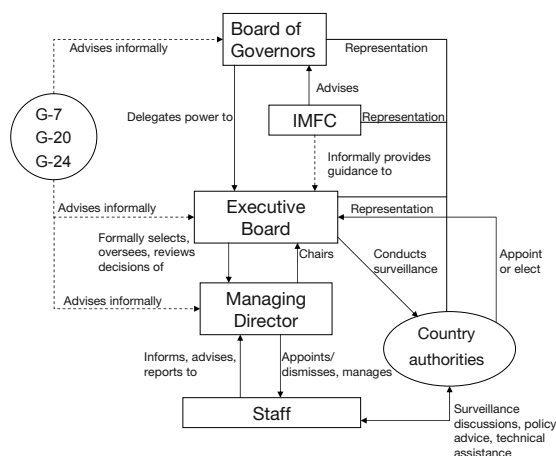 Board of
Governors
Advises informally
Representation
G-7
G-20
G-24
Advises
Delegates power to
IMFC
Representation
Informally provides
guidance to
Advises informally
Executive
Board
Representation
Formally selects,
oversees, reviews
decisions of
Chairs
Conducts
surveillance
Appoint
or elect
Advises informally
Managing
Director
Country
authorities
Informs, advises,
reports to
Appoints/
dismisses, manages
Staff
Surveillance
discussions, policy
advice, technical
assistance